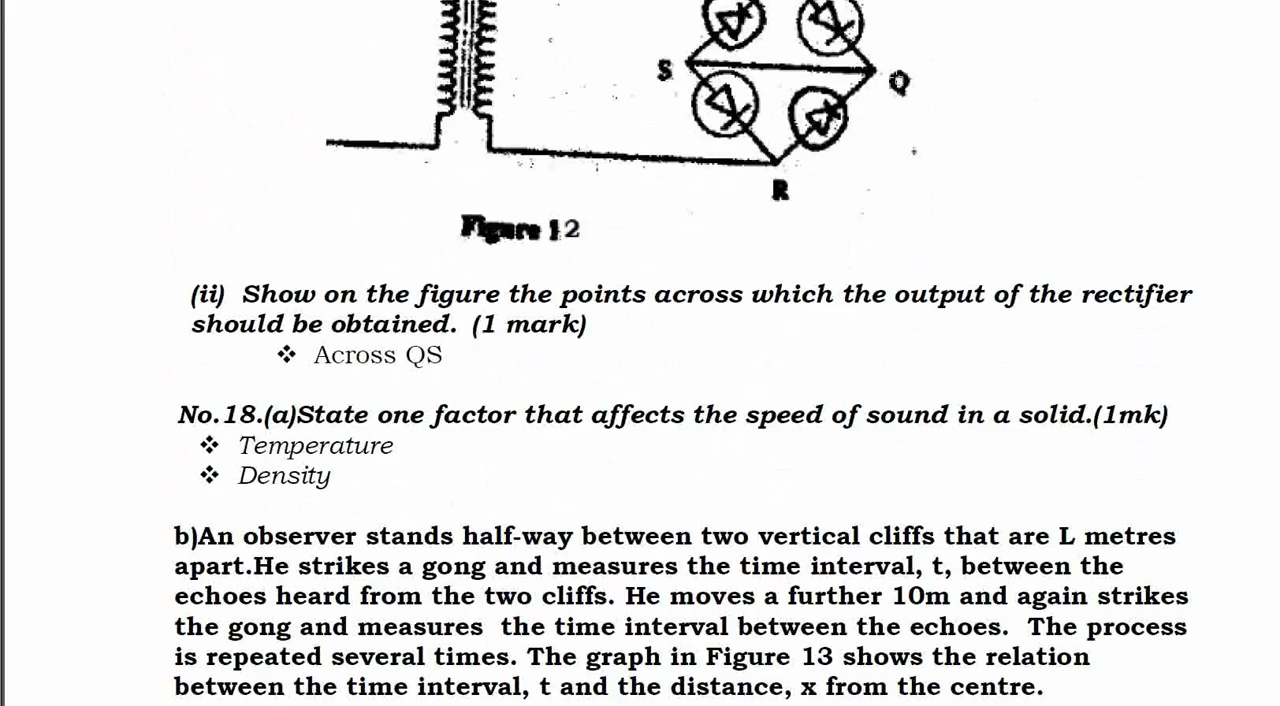 S
Q
R
Figure 12
(ii) Show on the figure the points across which the output of the rectifier
should be obtained. (1 mark)
❖ Across QS
No.18.(a)State one factor that affects the speed of sound in a solid.(1mk)
❖ Temperature
❖ Density
b)An observer stands half-way between two vertical cliffs that are L metres
apart.He strikes a gong and measures the time interval, t, between the
echoes heard from the two cliffs. He moves a further 10m and again strikes
the gong and measures the time interval between the echoes. The process
is repeated several times. The graph in Figure 13 shows the relation
between the time interval, t and the distance, x from the centre.